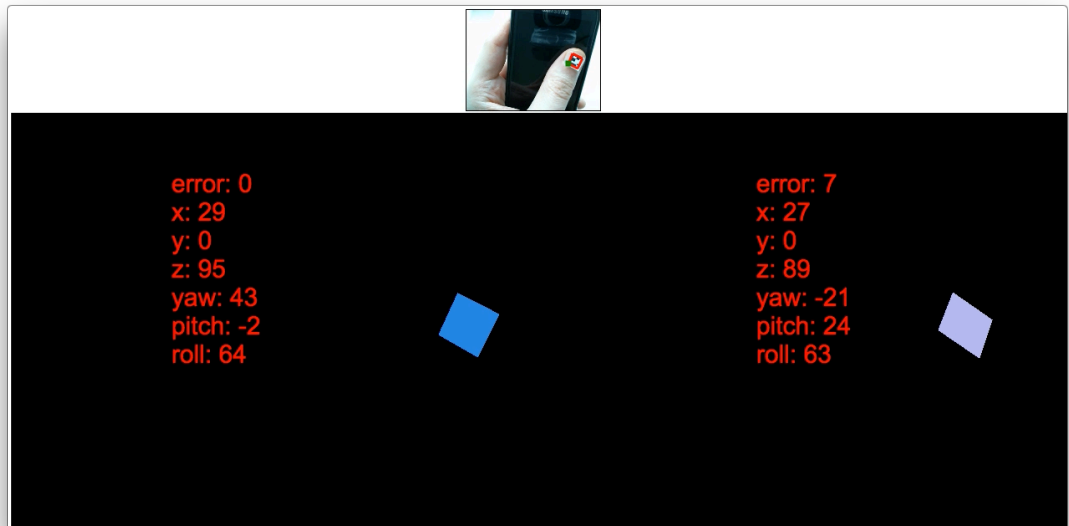 SAMSUNG
error: 0
x: 29
y: 0
z: 95
yaw: 43
pitch: -2
roll: 64
error: 7
x: 27
y: 0
z: 89
yaw: -21
pitch: 24
roll: 63